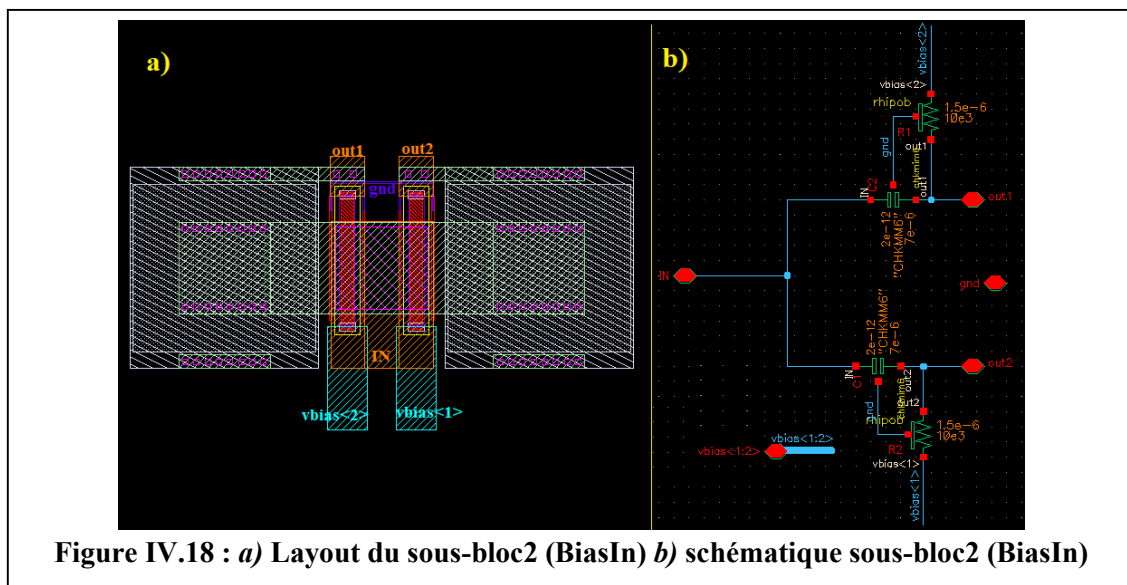 a)
out1
out2
gnd
IN
vbias<2>
vbias<1>
b)
vbias<2>
vbias<2>
rhipob
1.5e-6
10e3
R1
gnd
out1
chkmim6
out1
IN
C2
2e-12
"CHKMM6"
7e-6
out1
IN
gnd
2e-12
"CHKMM6"
7e-6
out2
IN
C1
out2
chkmim6
out2
gnd
rhipob
1.5e-6
10e3
R2
vbias<1:2>
vbias<1:2>
vbias<1>
vbias<1>
Figure IV.18 : a) Layout du sous-bloc2 (BiasIn) b) schématique sous-bloc2 (BiasIn)